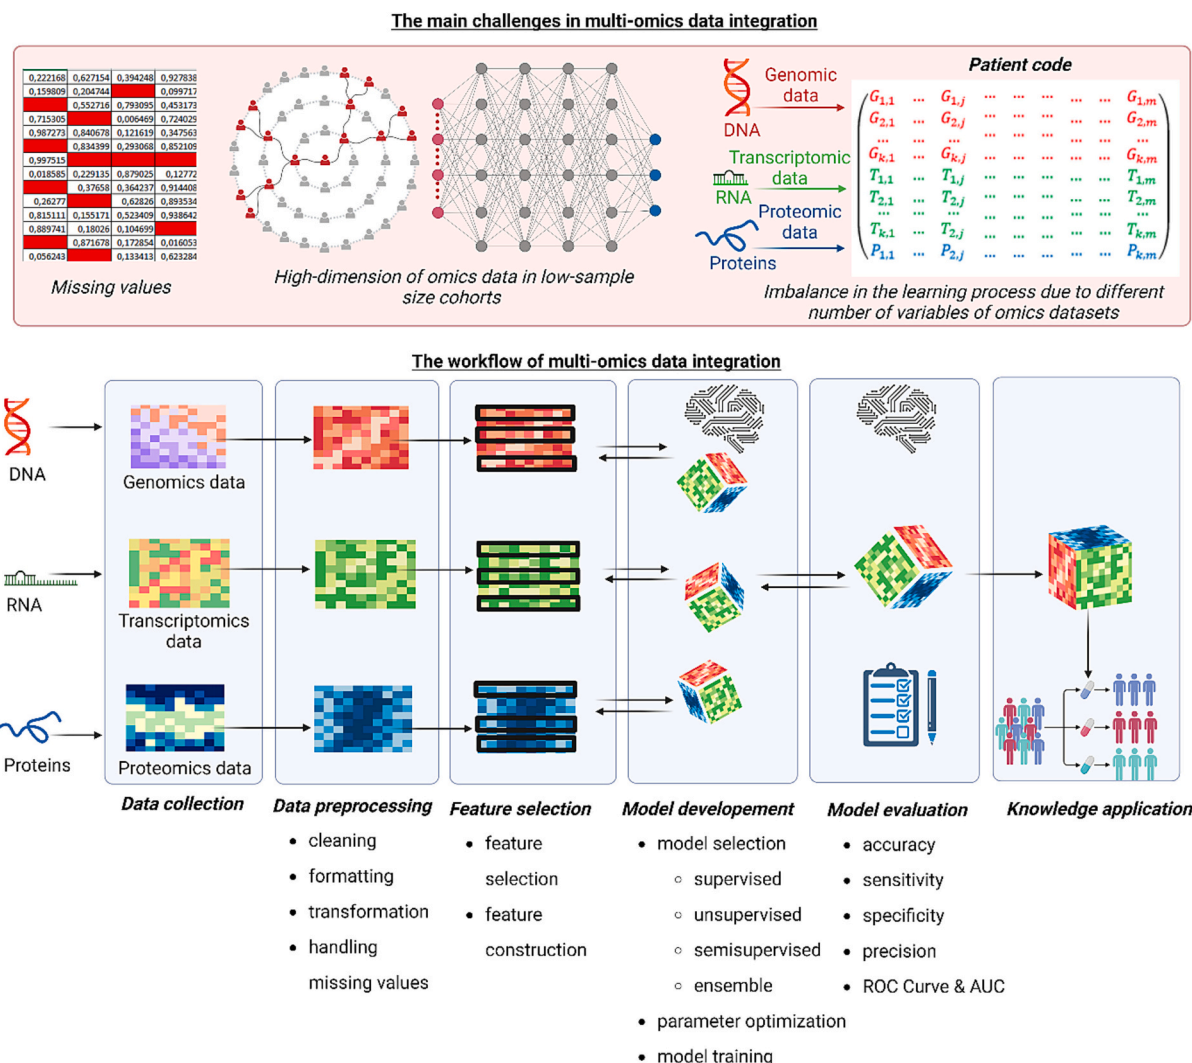 The main challenges in multi-omics data integration
0,222168 0,627154 0,394248 0,927838
0,159809 0,204744 0,099717
0,552716 0,793095 0,453173
0,715305 0,006469 0,724029
0,987273 0,840678 0,121619 0,347563
0,834399 0,293068 0,852109
0,997515
0,018585 0,229135 0,879025 0,12772
0,37658 0,364237 0,914408
0,26277 0,62826 0,893534
0,815111 0,155171 0,523409 0,938642
0,889741 0,18026 0,104699
0,871678 0,172854 0,016053
0,056243 0,133413 0,623284
Missing values
High-dimension of omics data in low-sample
size cohorts
Genomic
data
DNA
Transcriptomic
data
RNA
Proteomic
data
Proteins
Patient code
G1,1 ... G1,j ... ... ... ... ... G1,m
G2,1 ... G2,j ... ... ... ... ... G2,m
... ... ... ...
Gk,1 ... Gk,j ... ... ... ... ... Gk,m
T1,1 ... T1,j ... ... ... ... ... T1,m
T2,1 ... T2,j ... ... ... ... ... T2,m
... ... ...
Tk,1 ... T2,j ... ... ... ... ... Tk,m
P1,1 ... P2,j ... ... ... ... ... Pk,m
Imbalance in the learning process due to different
number of variables of omics datasets
The workflow of multi-omics data integration
DNA
Genomics data
RNA
Transcriptomics
data
Proteins
Proteomics data
Data collection
Data preprocessing
• cleaning
• formatting
• transformation
• handling
missing values
Feature selection
• feature
selection
• feature
construction
Model developement
• model selection
○ supervised
○ unsupervised
○ semisupervised
○ ensemble
• parameter optimization
• model training
Model evaluation
• accuracy
• sensitivity
• specificity
• precision
• ROC Curve & AUC
Knowledge application